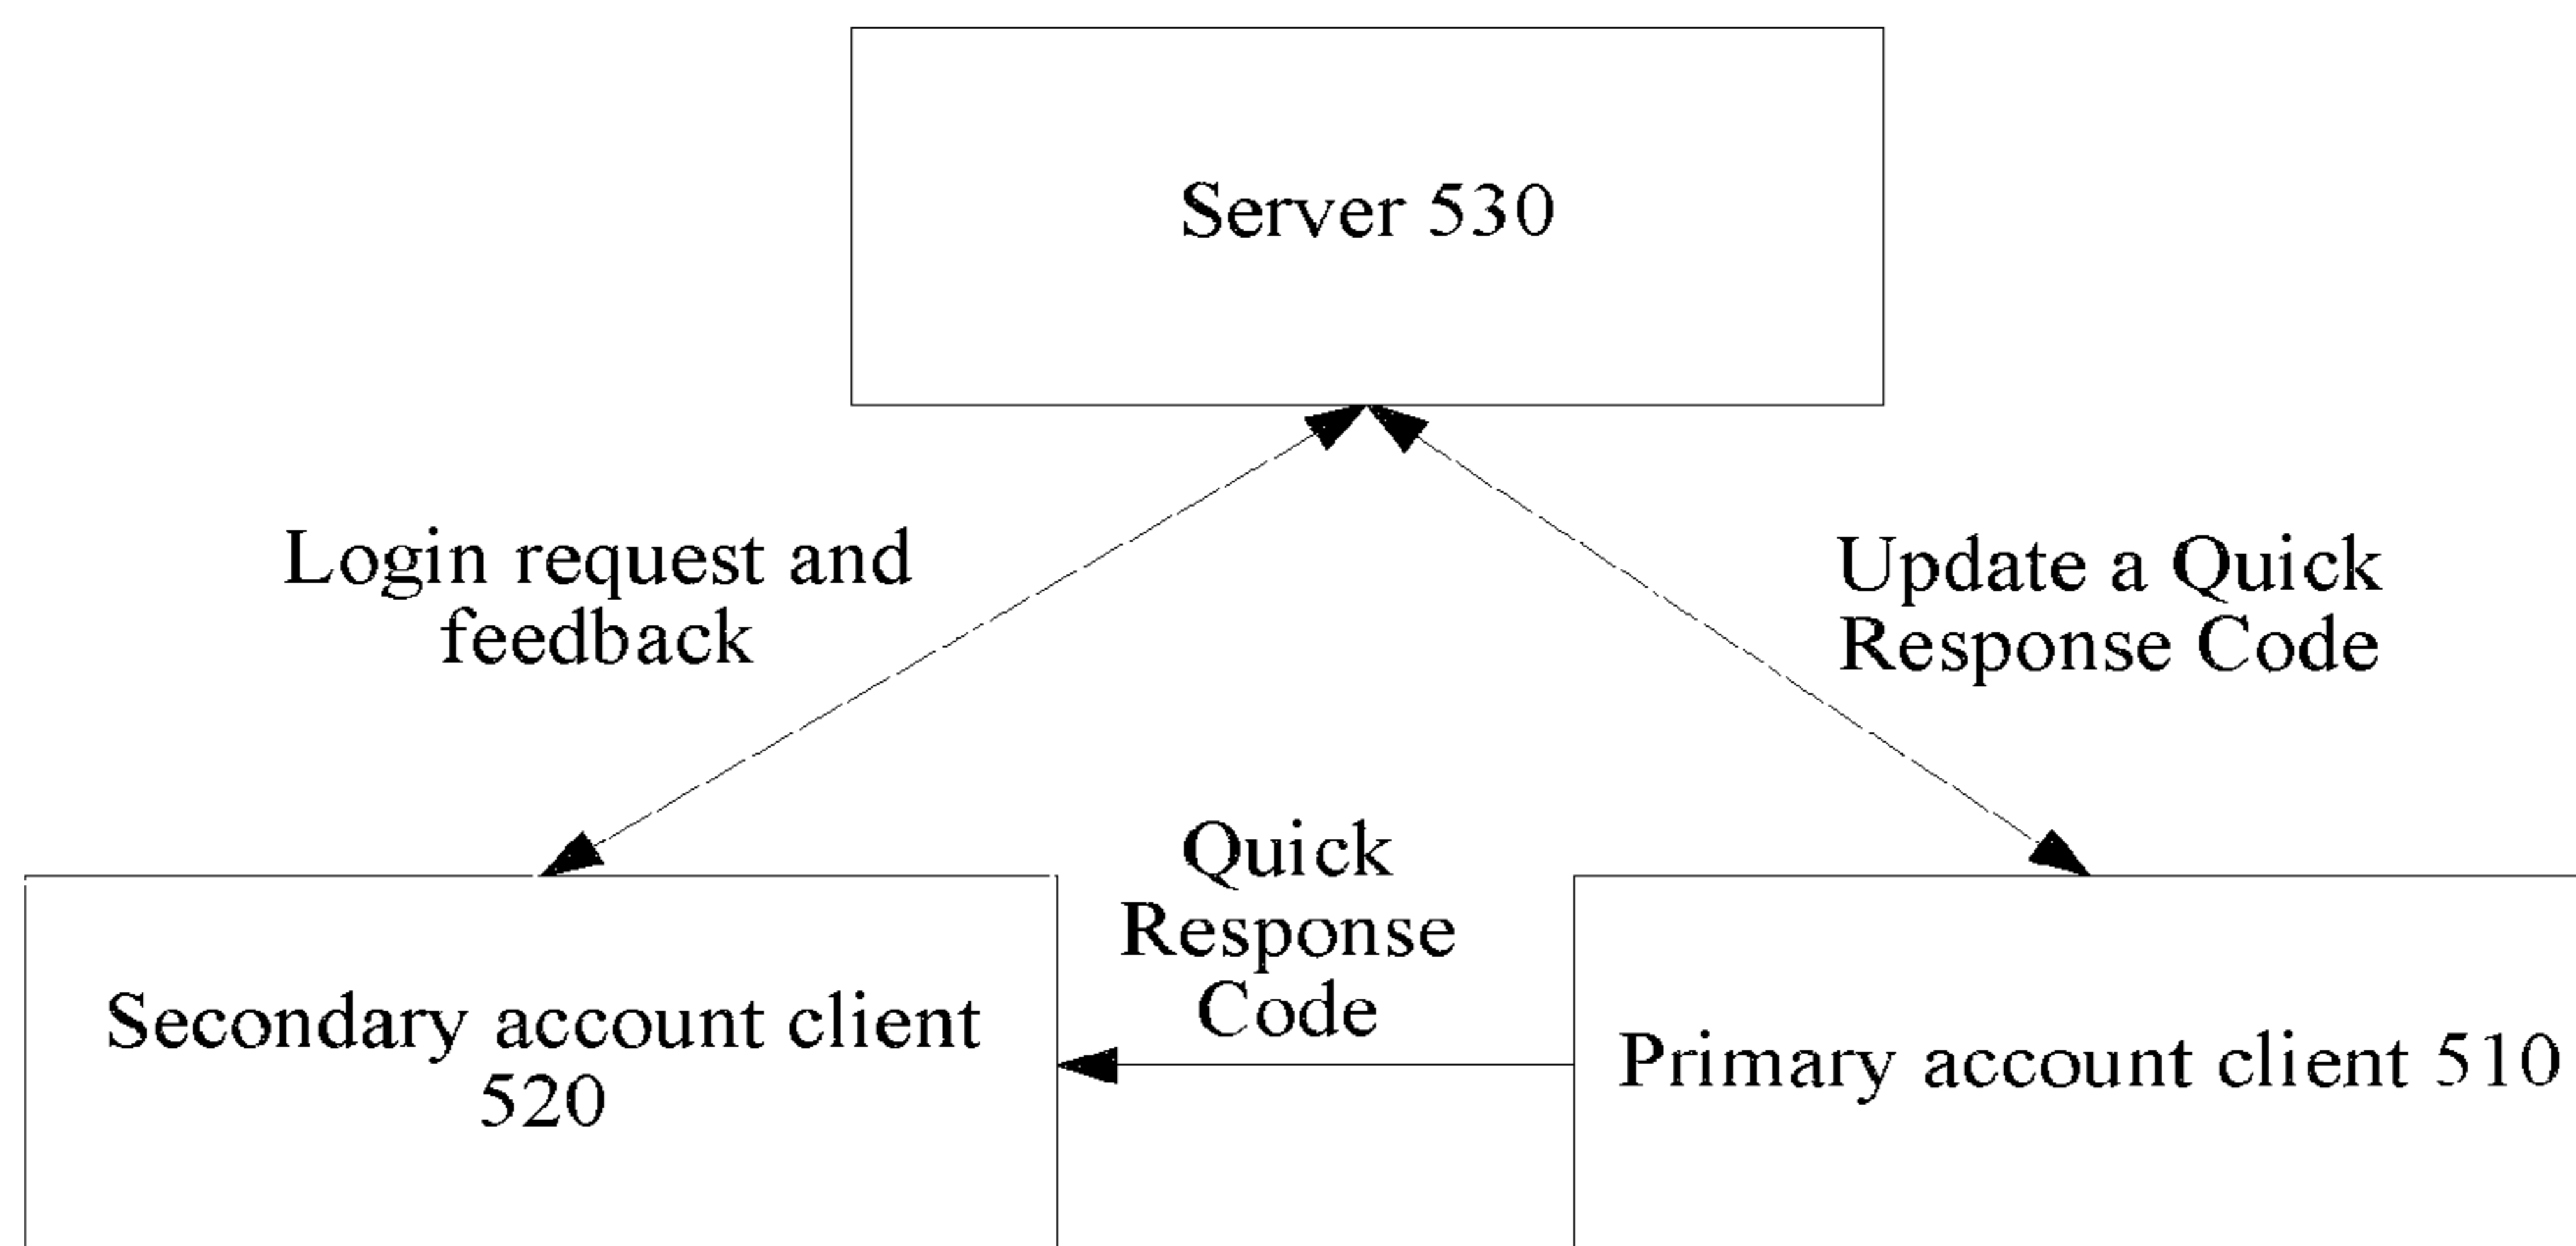 Server 530
Login request and
feedback
Update a Quick
Response Code
Quick
Response
Code
Secondary account client
520
Primary account client 510